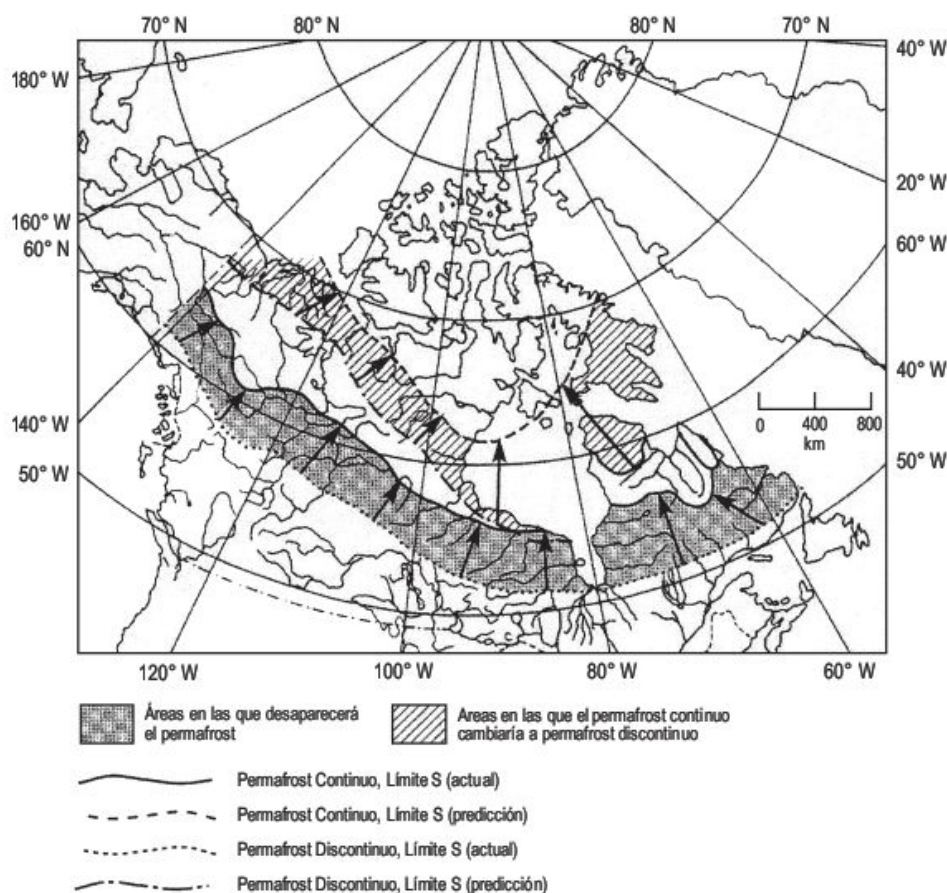 70° N
80° N
80° N
70° N
180° W
40° W
160° W
60° N
20° W
60° W
40° W
0 400 800
km
140° W
50° W
50° W
120° W
100° W
80° W
60° W
Áreas en las que desaparecerá
el permafrost
Areas en las que el permafrost continuo
cambiaría a permafrost discontinuo
Permafrost Continuo, Límite S (actual)
Permafrost Continuo, Límite S (predicción)
Permafrost Discontinuo, Límite S (actual)
Permafrost Discontinuo, Límite S (predicción)